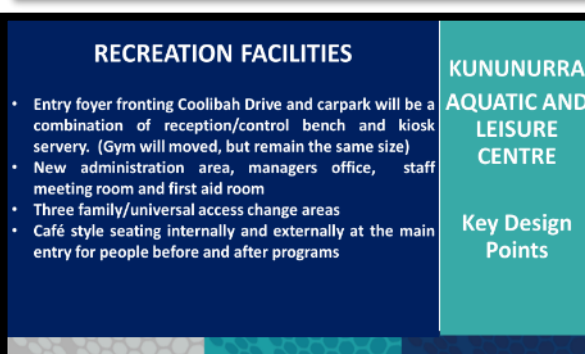 RECREATION FACILITIES
• Entry foyer fronting Coolibah Drive and carpark will be a
combination of reception/control bench and kiosk
servery. (Gym will moved, but remain the same size)
• New administration area, managers office, staff
meeting room and first aid room
• Three family/universal access change areas
• Café style seating internally and externally at the main
entry for people before and after programs
KUNUNURRA
AQUATIC AND
LEISURE
CENTRE
Key Design
Points